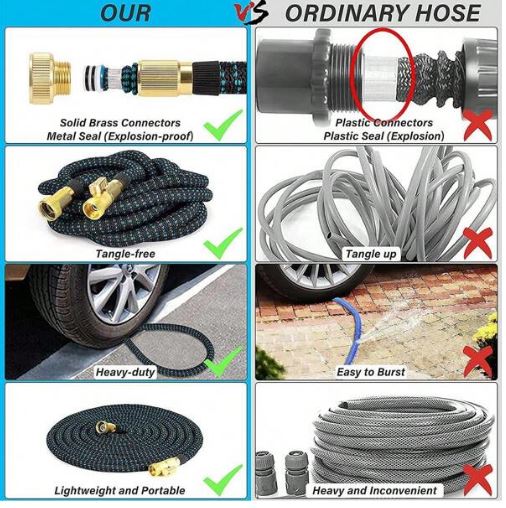 OUR
VS
ORDINARY HOSE
Solid Brass Connectors
Metal Seal (Explosion-proof)
Plastic Connectors
Plastic Seal (Explosion)
Tangle-free
Tangle up
Heavy-duty
Easy to Burst
Lightweight and Portable
Heavy and Inconvenient